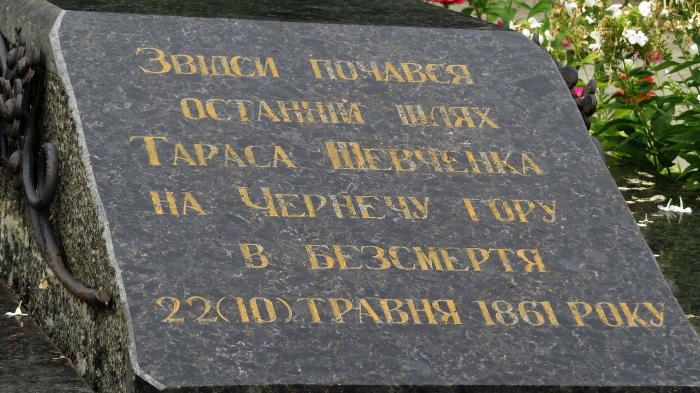 Звідси почався
останній шлях
Тараса Шевченка
на Чернечу гору
в безсмертя
22(10) травня 1861 року